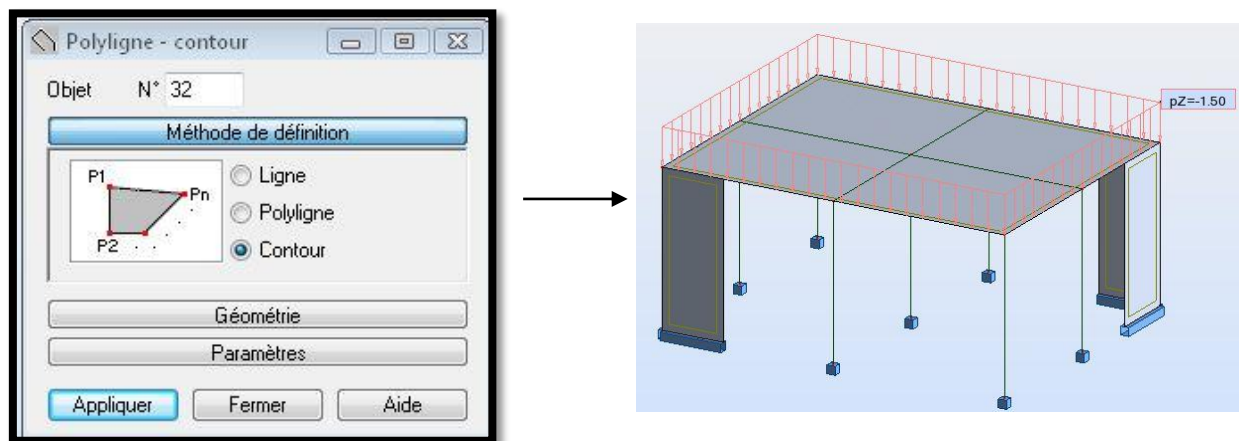 Polyligne - contour
Objet N° 32
Méthode de définition
P1
Pn
P2
Ligne
Polyligne
Contour
Géométrie
Paramètres
Appliquer Fermer Aide
pZ=-1.50